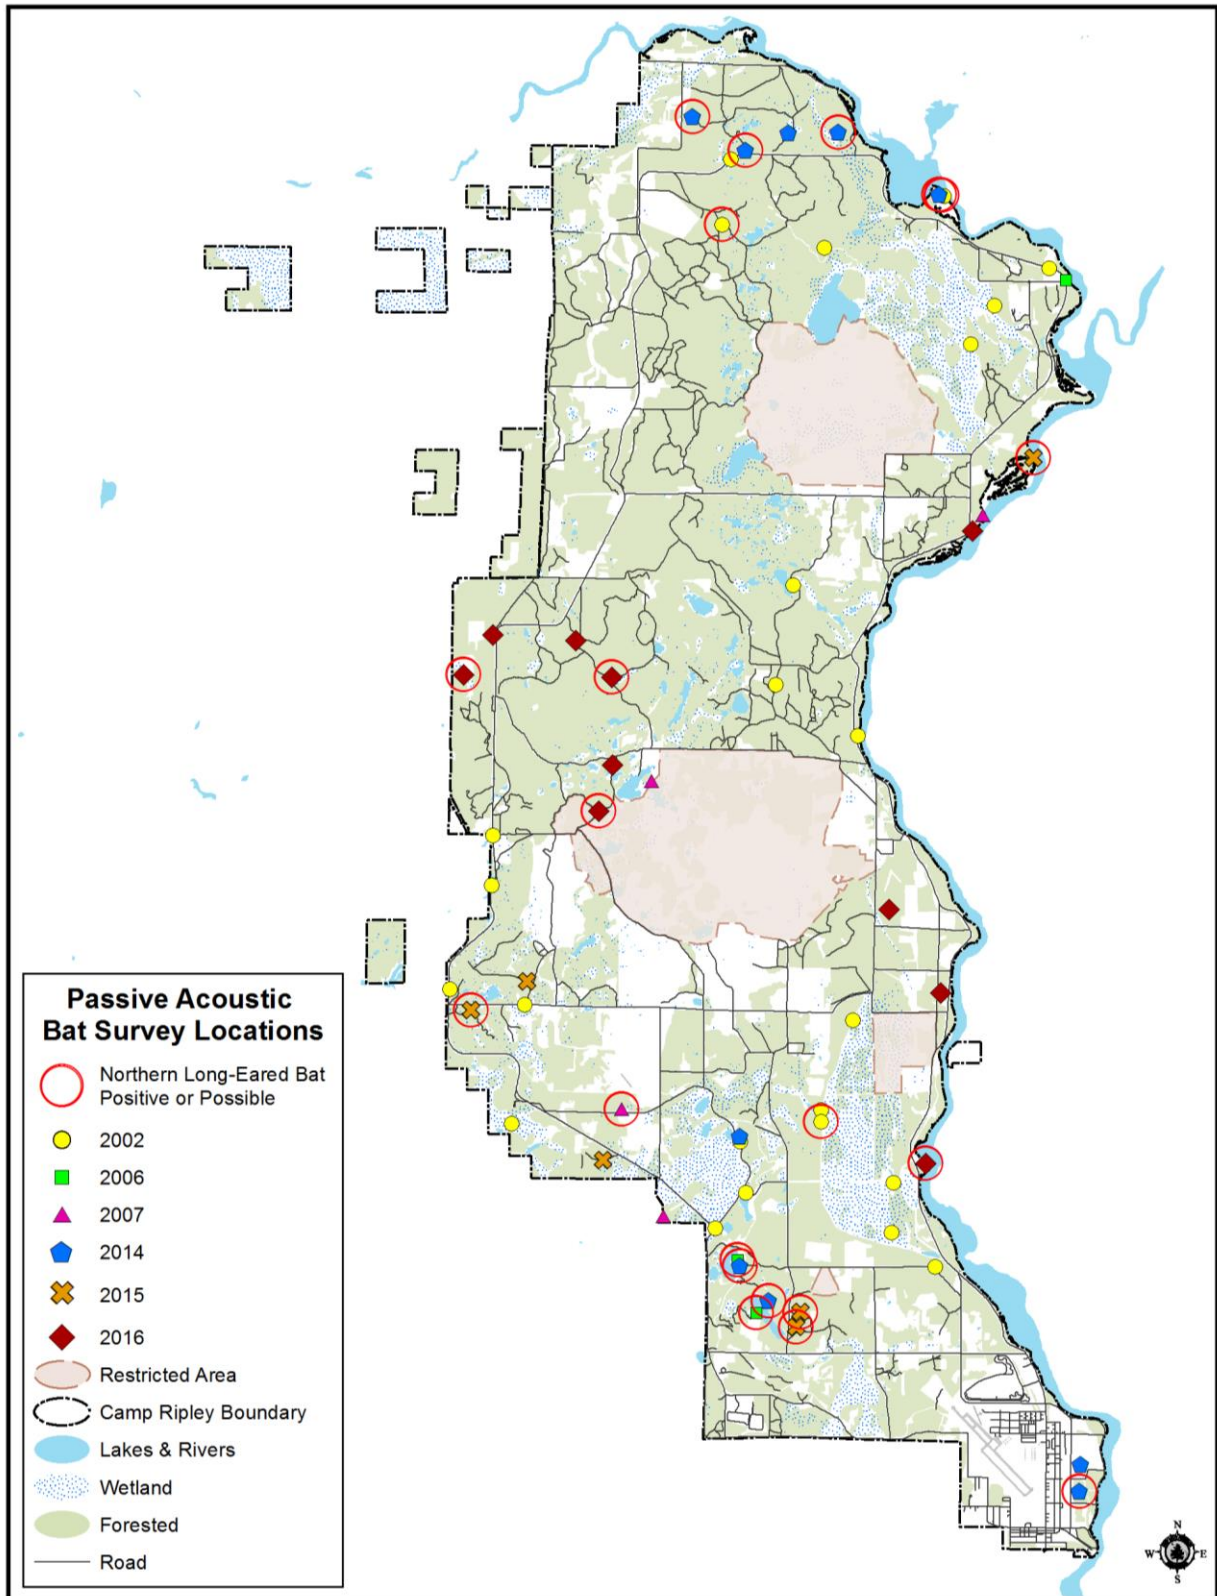 Passive Acoustic
Bat Survey Locations
Northern Long-Eared Bat
Positive or Possible
2002
2006
2007
2014
2015
2016
Restricted Area
Camp Ripley Boundary
Lakes & Rivers
Wetland
Forested
Road
N
W E
S